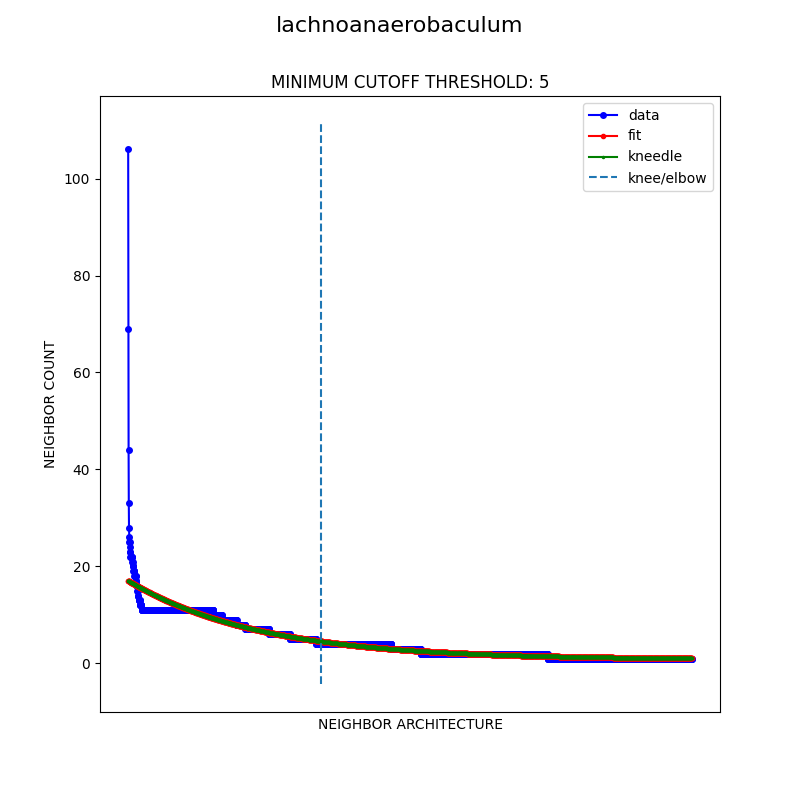 lachnoanaerobaculum
MINIMUM CUTOFF THRESHOLD: 5
data
fit
kneedle
knee/elbow
100
80
60
40
20
0
NEIGHBOR COUNT
NEIGHBOR ARCHITECTURE